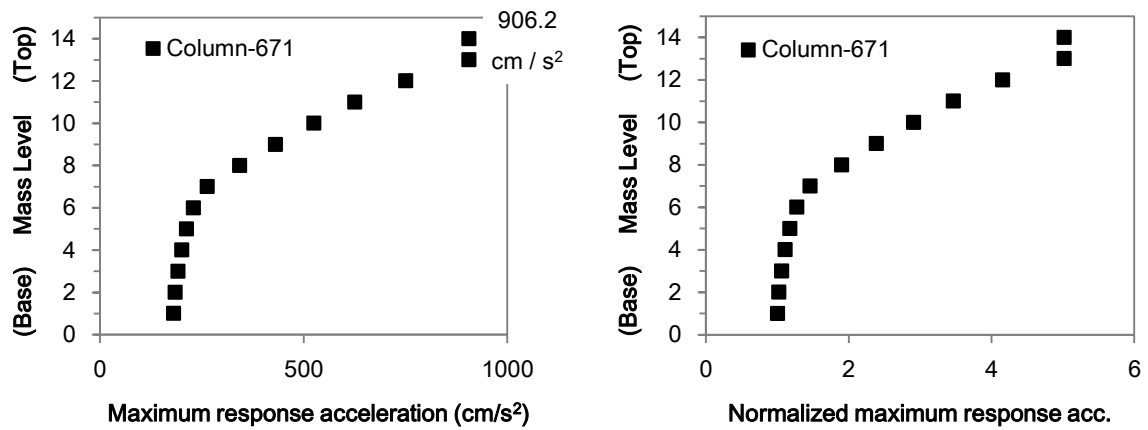 906.2
cm / s²
Column-671
14
12
10
8
6
4
2
0
(Base) Mass Level (Top)
0 500 1000
Maximum response acceleration (cm/s²)
Column-671
14
12
10
8
6
4
2
0
(Base) Mass Level (Top)
0 2 4 6
Normalized maximum response acc.